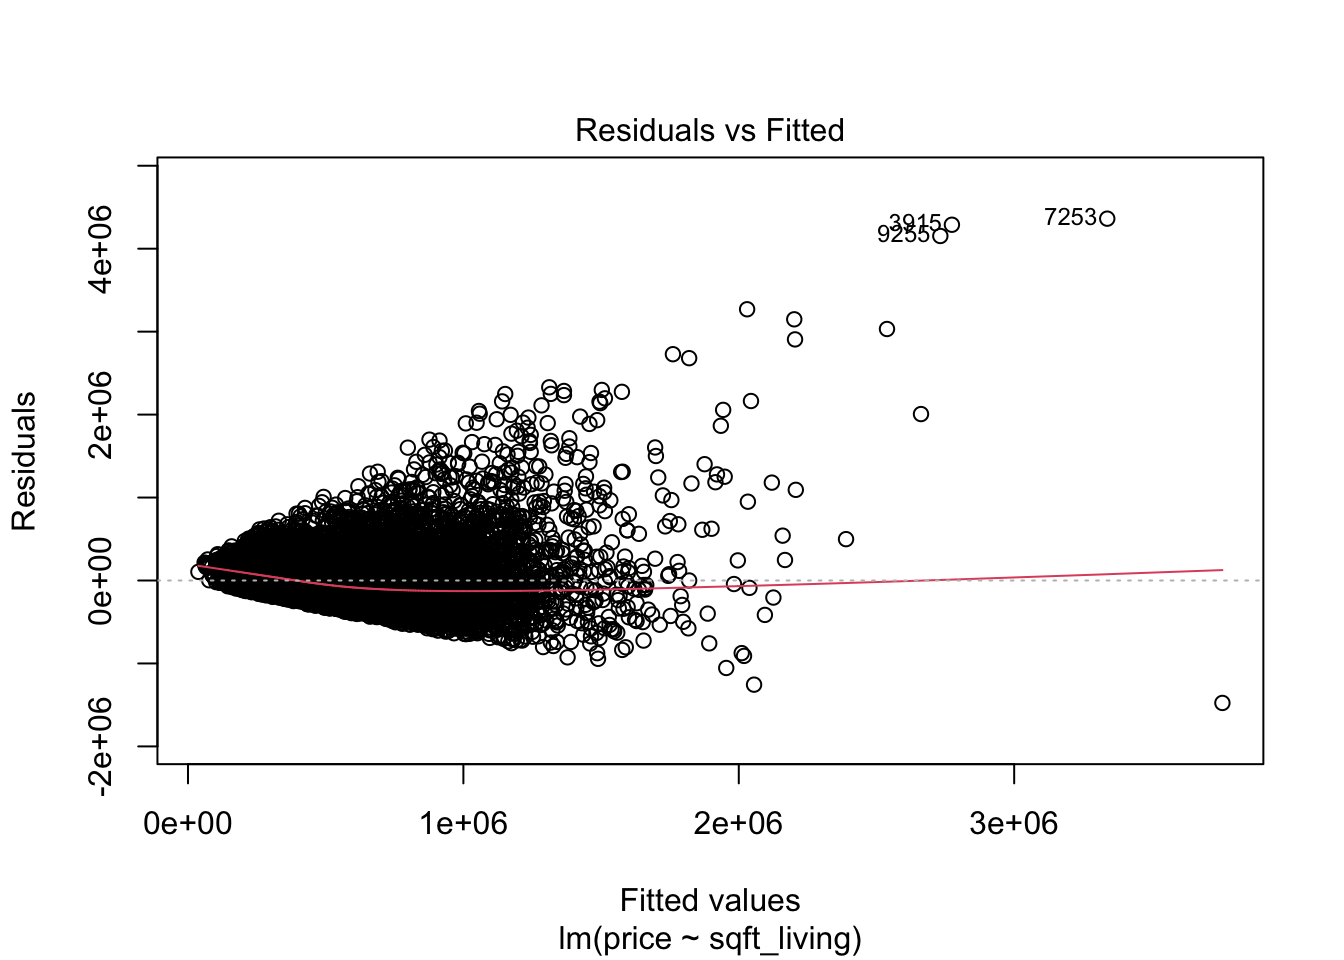 Residuals vs Fitted
Residuals
4e+06
2e+06
0e+00
-2e+06
3915
9255
7253
0e+00 1e+06 2e+06 3e+06
Fitted values
lm(price ~ sqft_living)